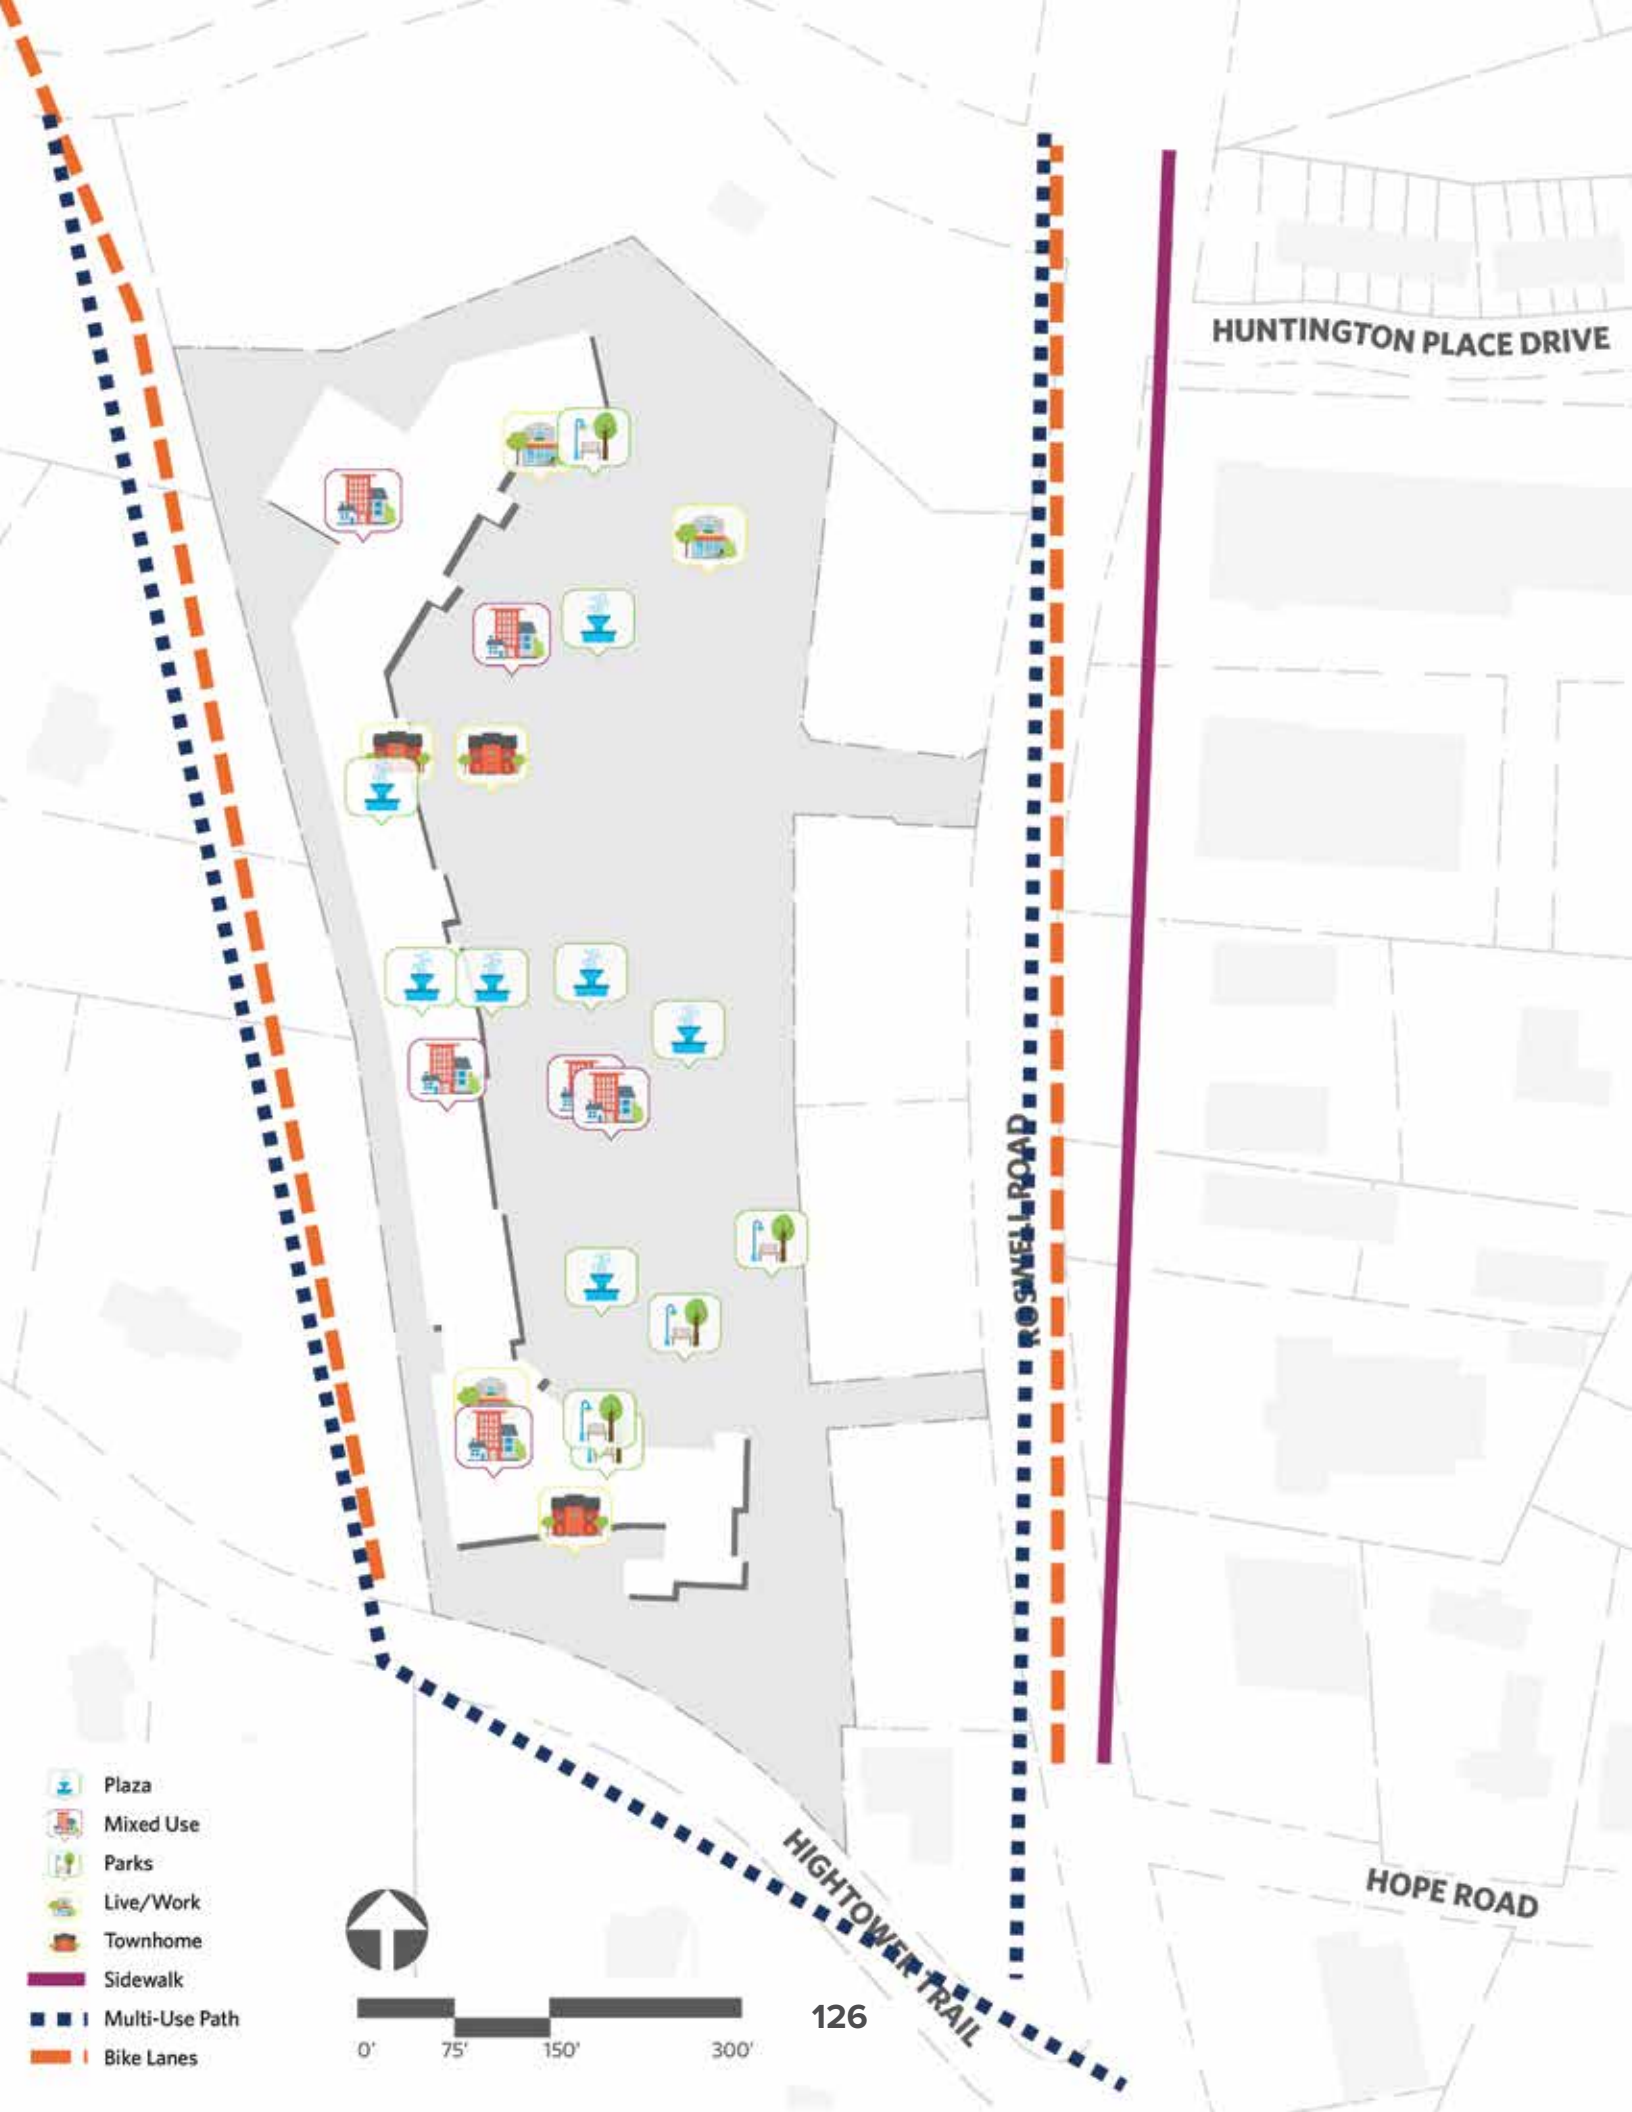 HUNTINGTON PLACE DRIVE
ROSWELL ROAD
Plaza
Mixed Use
Parks
Live/Work
Townhome
Sidewalk
Multi-Use Path
Bike Lanes
0' 75' 150' 300'
126
HIGHTOWER TRAIL
HOPE ROAD